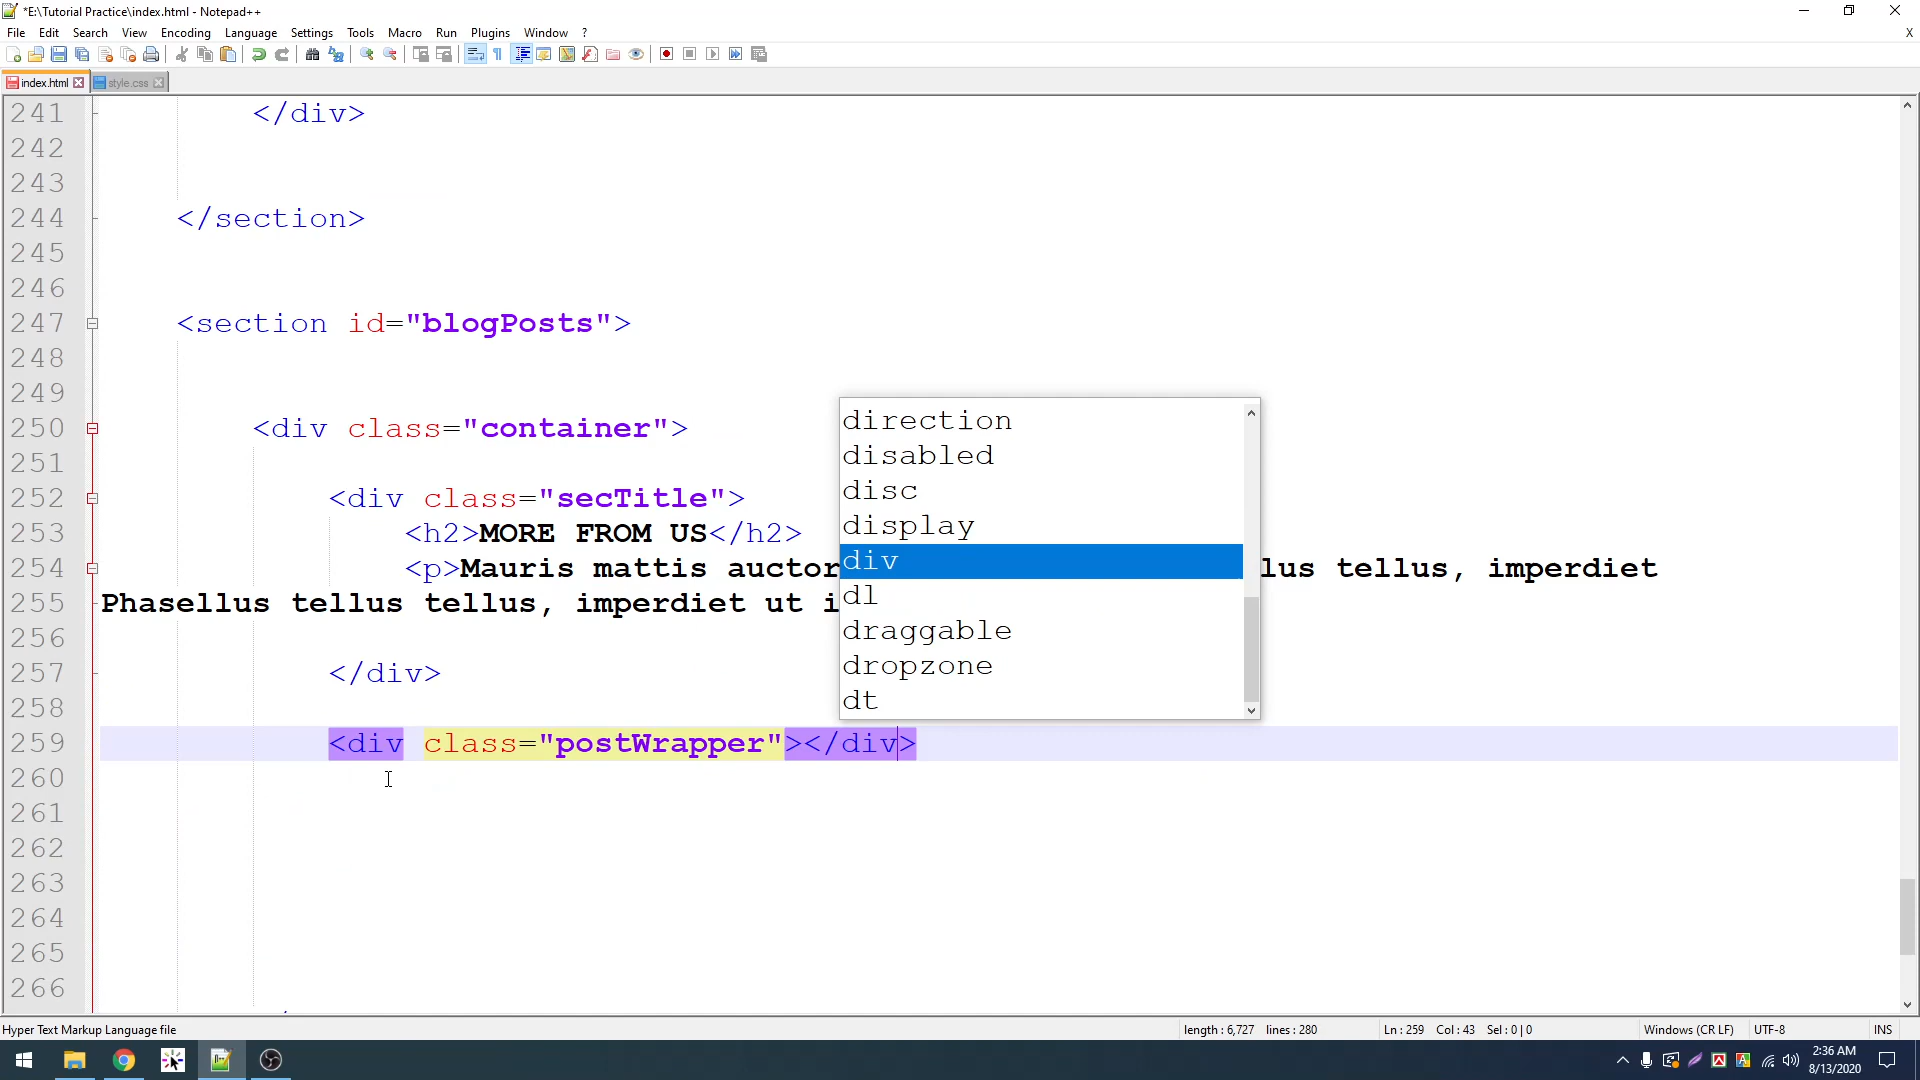 *E:\Tutorial Practice\index.html - Notepad++
File Edit Search View Encoding Language Settings Tools Macro Run Plugins Window ? X
index.html style.css
241 </div>
242
243
244 </section>
245
246
247 <section id="blogPosts">
248
249
250 <div class="container">
251
252 <div class="secTitle">
253 <h2>MORE FROM US</h2>
254 <p>Mauris mattis auctor lus tellus, imperdiet
255 Phasellus tellus tellus, imperdiet ut i
256
257 </div>
258
259 <div class="postWrapper"></div>
260
261
262
263
264
265
266
direction
disabled
disc
display
div
dl
draggable
dropzone
dt
Hyper Text Markup Language file length : 6,727 lines : 280 Ln : 259 Col : 43 Sel : 0 | 0 Windows (CR LF) UTF-8 INS
2:36 AM
8/13/2020